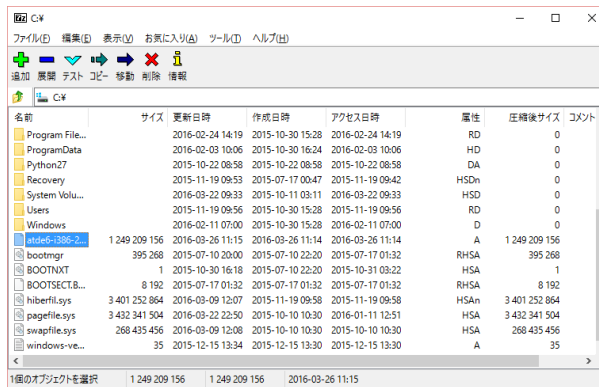 C:¥
ファイル(F) 編集(E) 表示(V) お気に入り(A) ツール(T) ヘルプ(H)
追加 展開 テスト コピー 移動 削除 情報
C:¥
名前 サイズ 更新日時 作成日時 アクセス日時 属性 圧縮後サイズ コメント
Program File... 2016-02-24 14:19 2015-10-30 15:28 2016-02-24 14:19 RD 0
ProgramData 2016-02-03 10:06 2015-10-30 16:24 2016-02-03 10:06 HD 0
Python27 2015-10-22 08:58 2015-10-22 08:58 2015-10-22 08:58 DA 0
Recovery 2015-11-19 09:53 2015-07-17 00:47 2015-11-19 09:42 HSDn 0
System Volu... 2016-03-22 09:33 2015-10-11 03:11 2016-03-22 09:33 HSD 0
Users 2015-11-19 09:56 2015-10-30 15:28 2015-11-19 09:56 RD 0
Windows 2016-02-11 07:00 2015-10-30 15:28 2016-02-11 07:00 D 0
atde6-i386-2... 1 249 209 156 2016-03-26 11:15 2016-03-26 11:14 2016-03-26 11:14 A 1 249 209 156
bootmgr 395 268 2015-07-10 20:00 2015-07-10 22:20 2015-07-17 01:32 RHSA 395 268
BOOTNXT 1 2015-10-30 16:18 2015-07-10 22:20 2015-10-31 03:22 HSA 1
BOOTSECT.B... 8 192 2015-07-17 01:32 2015-07-17 01:32 2015-07-17 01:32 RHSA 8 192
hiberfil.sys 3 401 252 864 2016-03-09 12:07 2015-11-19 09:58 2015-11-19 09:58 HSAn 3 401 252 864
pagefile.sys 3 432 341 504 2016-03-22 22:50 2015-10-10 10:30 2016-01-11 12:51 HSA 3 432 341 504
swapfile.sys 268 435 456 2016-03-09 12:08 2015-10-10 10:30 2015-10-10 10:30 HSA 268 435 456
windows-ve... 35 2015-12-15 13:34 2015-12-15 13:30 2015-12-15 13:30 A 35
1個のオブジェクトを選択 1 249 209 156 1 249 209 156 2016-03-26 11:15